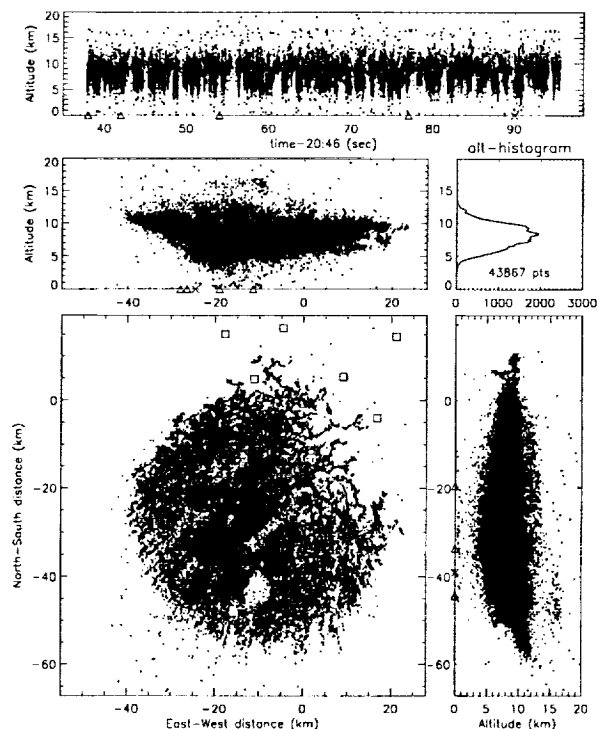 20
15
10
5
0
Altitude (km)
40 50 60 70 80 90
time-20:46 (sec)
alt-histogram
20
15
10
5
0
Altitude (km)
-40 -20 0 20
20
15
10
5
0
43867 pts
0 1000 2000 3000
0
-20
-40
-60
North-South distance (km)
-40 -20 0 20
East-West distance (km)
0
-20
-40
-60
0 5 10 15 20
Altitude (km)